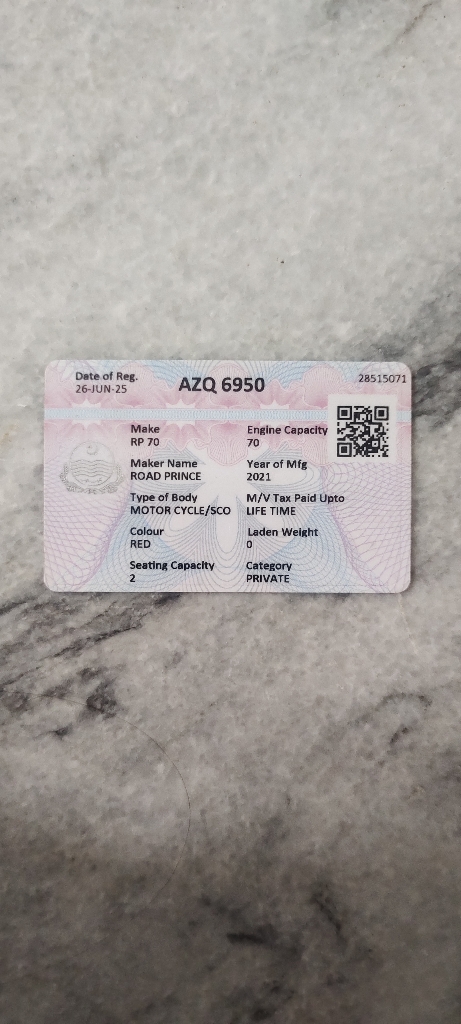 Date of Reg.
26-JUN-25
AZQ 6950
28515071
Make
RP 70
Engine Capacity
70
Maker Name
ROAD PRINCE
Year of Mfg
2021
Type of Body
MOTOR CYCLE/SCO
M/V Tax Paid Upto
LIFE TIME
Colour
RED
Laden Weight
0
Seating Capacity
2
Category
PRIVATE